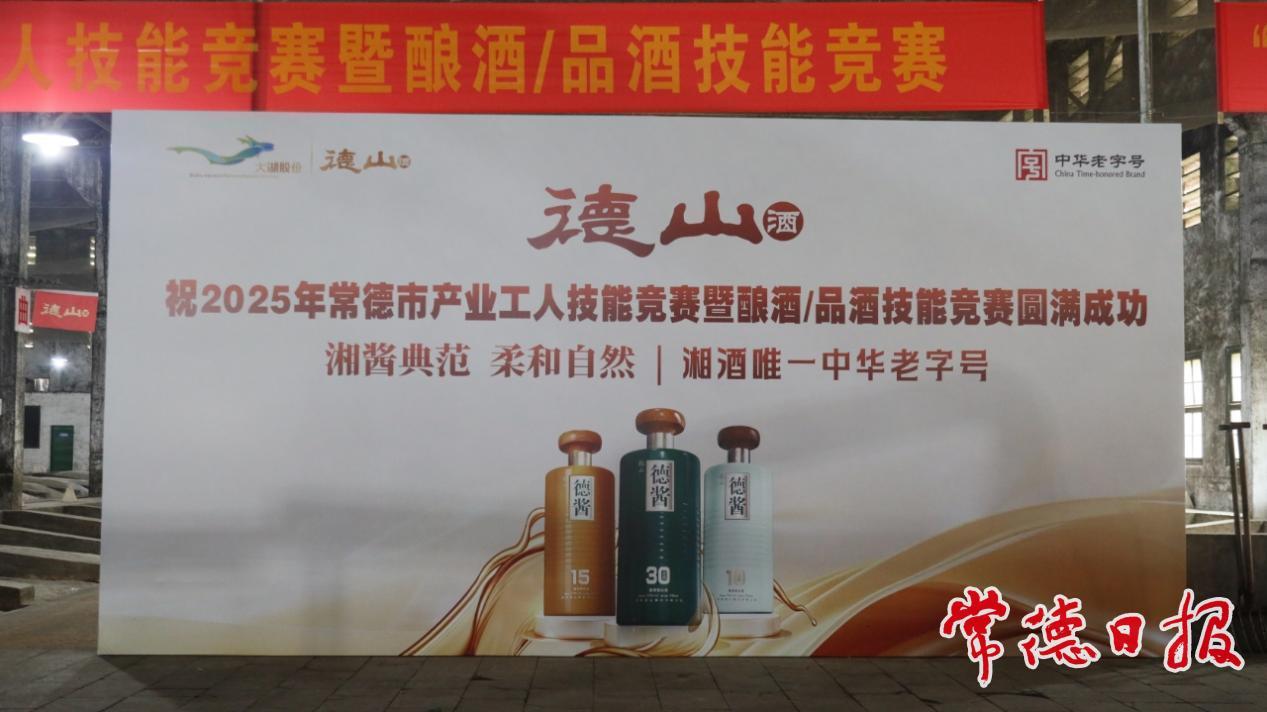 人技能竞赛暨酿酒/品酒技能竞赛
大湖股份 德山酒
中华老字号
China Time-honored Brand
德山酒
祝2025年常德市产业工人技能竞赛暨酿酒/品酒技能竞赛圆满成功
湘酱典范 柔和自然 | 湘酒唯一中华老字号
德山
德酱
15
德酱
30
德酱
10
常德日报